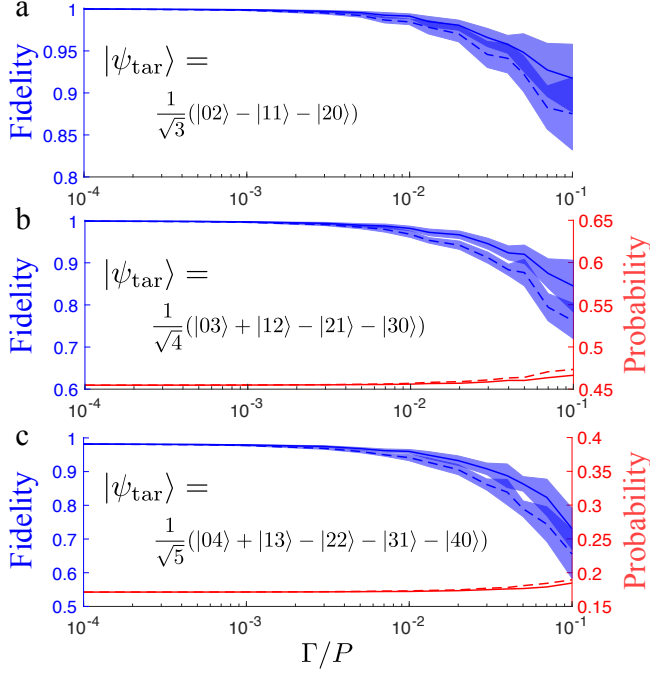 a
1
0.95
0.9
0.85
0.8
Fidelity
|ψ_tar⟩ =
1/√3 (|02⟩ − |11⟩ − |20⟩)
10^-4
10^-3
10^-2
10^-1
b
1
0.9
0.8
0.7
0.6
Fidelity
|ψ_tar⟩ =
1/√4 (|03⟩ + |12⟩ − |21⟩ − |30⟩)
0.65
0.6
0.55
0.5
0.45
Probability
10^-4
10^-3
10^-2
10^-1
c
1
0.9
0.8
0.7
0.6
0.5
Fidelity
|ψ_tar⟩ =
1/√5 (|04⟩ + |13⟩ − |22⟩ − |31⟩ − |40⟩)
0.4
0.35
0.3
0.25
0.2
0.15
Probability
10^-4
10^-3
10^-2
10^-1
Γ/P